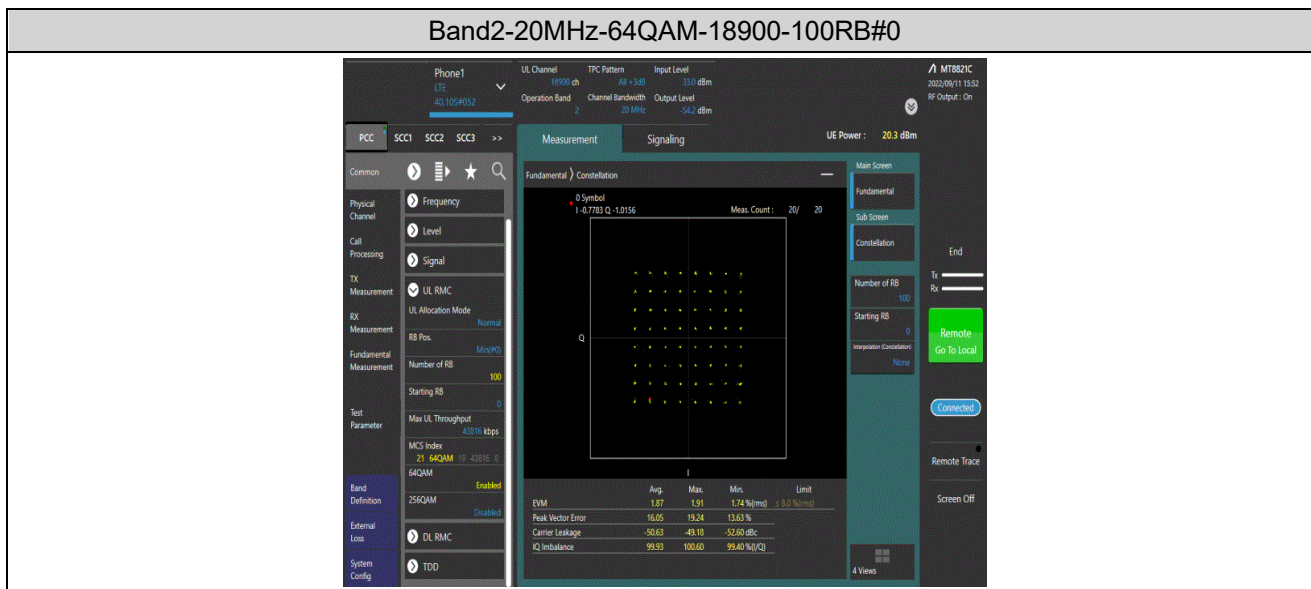 Band2-20MHz-64QAM-18900-100RB#0
Phone1
LTE
40.105#052
UL Channel
18900 ch
TPC Pattern
All +3dB
Input Level
33.0 dBm
Operation Band
2
Channel Bandwidth
20 MHz
Output Level
-54.2 dBm
MT8821C
2022/09/11 15:52
RF Output : On
PCC SCC1 SCC2 SCC3 >>
Measurement Signaling
UE Power : 20.3 dBm
Common
Physical
Channel
Call
Processing
TX
Measurement
RX
Measurement
Fundamental
Measurement
Test
Parameter
Band
Definition
External
Loss
System
Config
Frequency
Level
Signal
UL RMC
UL Allocation Mode
Normal
RB Pos.
Min(#0)
Number of RB
100
Starting RB
0
Max UL Throughput
43816 kbps
MCS Index
21 64QAM 19 43816 8
64QAM
Enabled
256QAM
Disabled
DL RMC
TDD
Fundamental Constellation
0 Symbol
I -0.7783 Q -1.0156
Meas. Count : 20/ 20
Q
I
Avg. Max. Min. Limit
EVM 1.87 1.91 1.74 %(rms) ≤ 8.0 %(rms)
Peak Vector Error 16.05 19.24 13.63 %
Carrier Leakage -50.63 -49.18 -52.60 dBc
IQ Imbalance 99.93 100.60 99.40 %(I/Q)
Main Screen
Fundamental
Sub Screen
Constellation
Number of RB
100
Starting RB
0
Interpolation (Constellation)
None
4 Views
End
Tx
Rx
Remote
Go To Local
Connected
Remote Trace
Screen Off